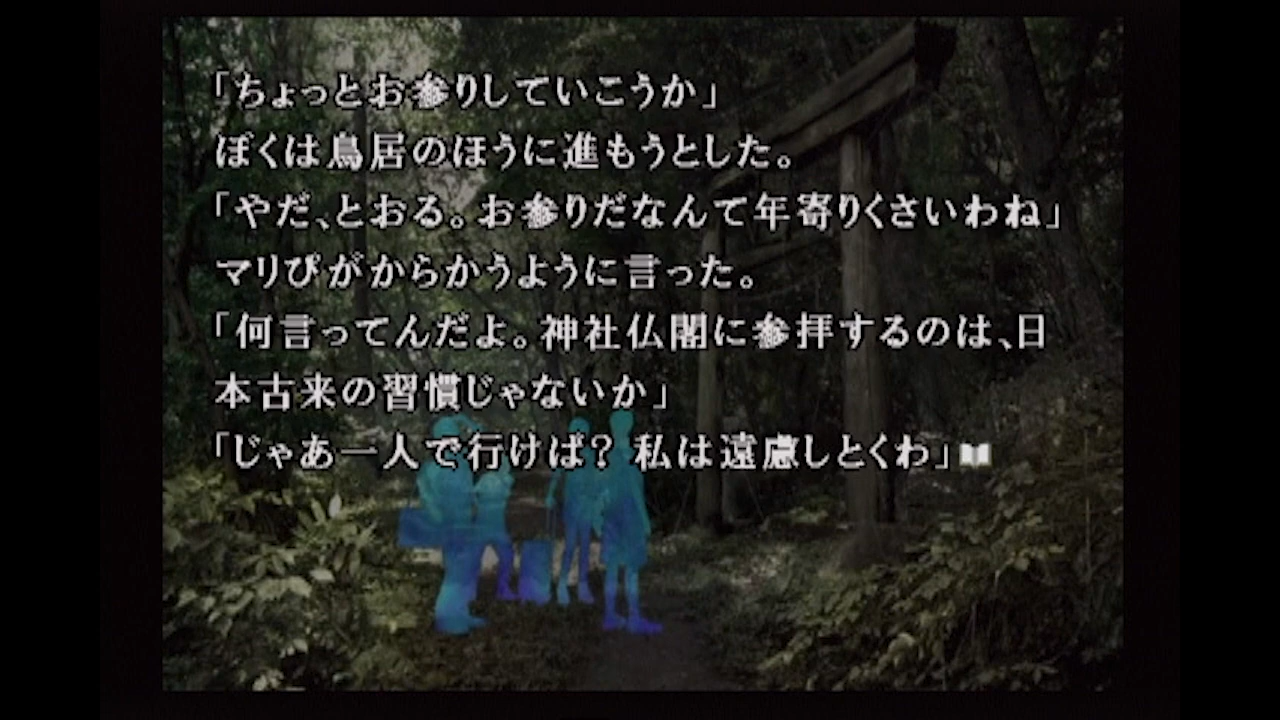 「ちょっとお参りしていこうか」
ぼくは鳥居のほうに進もうとした。
「やだ、とおる。お参りだなんて年寄りくさいわね」
マリぴがからかうように言った。
「何言ってんだよ。神社仏閣に参拝するのは、日
本古来の習慣じゃないか」
「じゃあ一人で行けば？ 私は遠慮しとくわ」